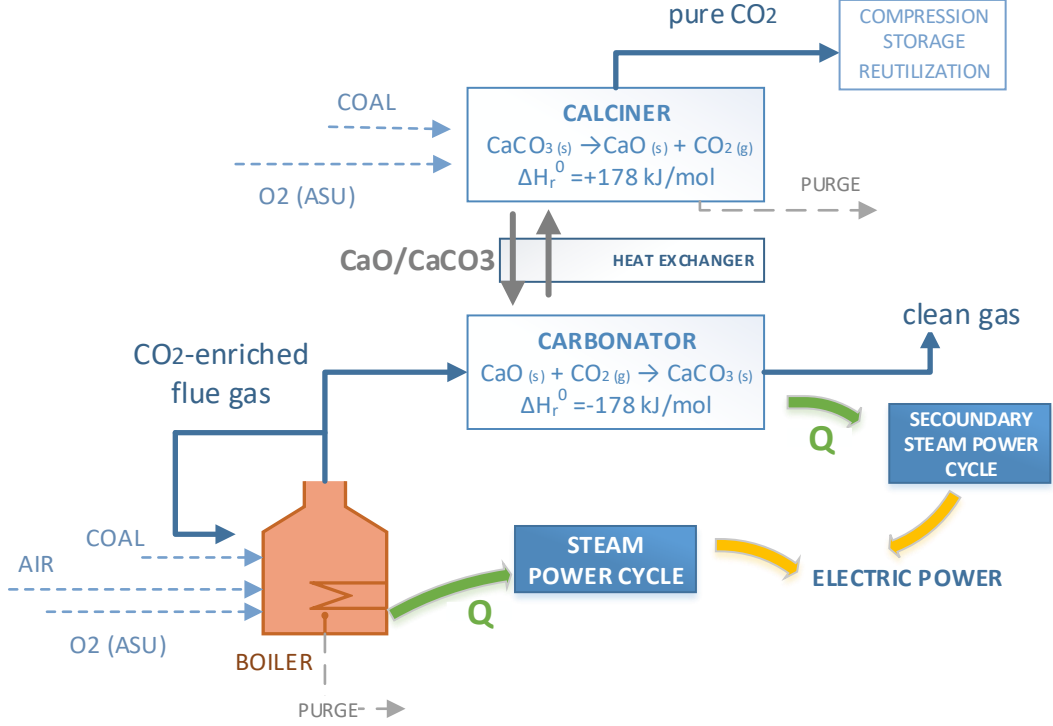 pure CO2
COMPRESSION
STORAGE
REUTILIZATION
COAL
CALCINER
CaCO3 (s) →CaO (s) + CO2 (g)
ΔHr0 =+178 kJ/mol
O2 (ASU)
PURGE
CaO/CaCO3
HEAT EXCHANGER
clean gas
CO2-enriched
flue gas
CARBONATOR
CaO (s) + CO2 (g) → CaCO3 (s)
ΔHr0 =-178 kJ/mol
Q
SECOUNDARY
STEAM POWER
CYCLE
COAL
AIR
O2 (ASU)
STEAM
POWER CYCLE
ELECTRIC POWER
Q
BOILER
PURGE